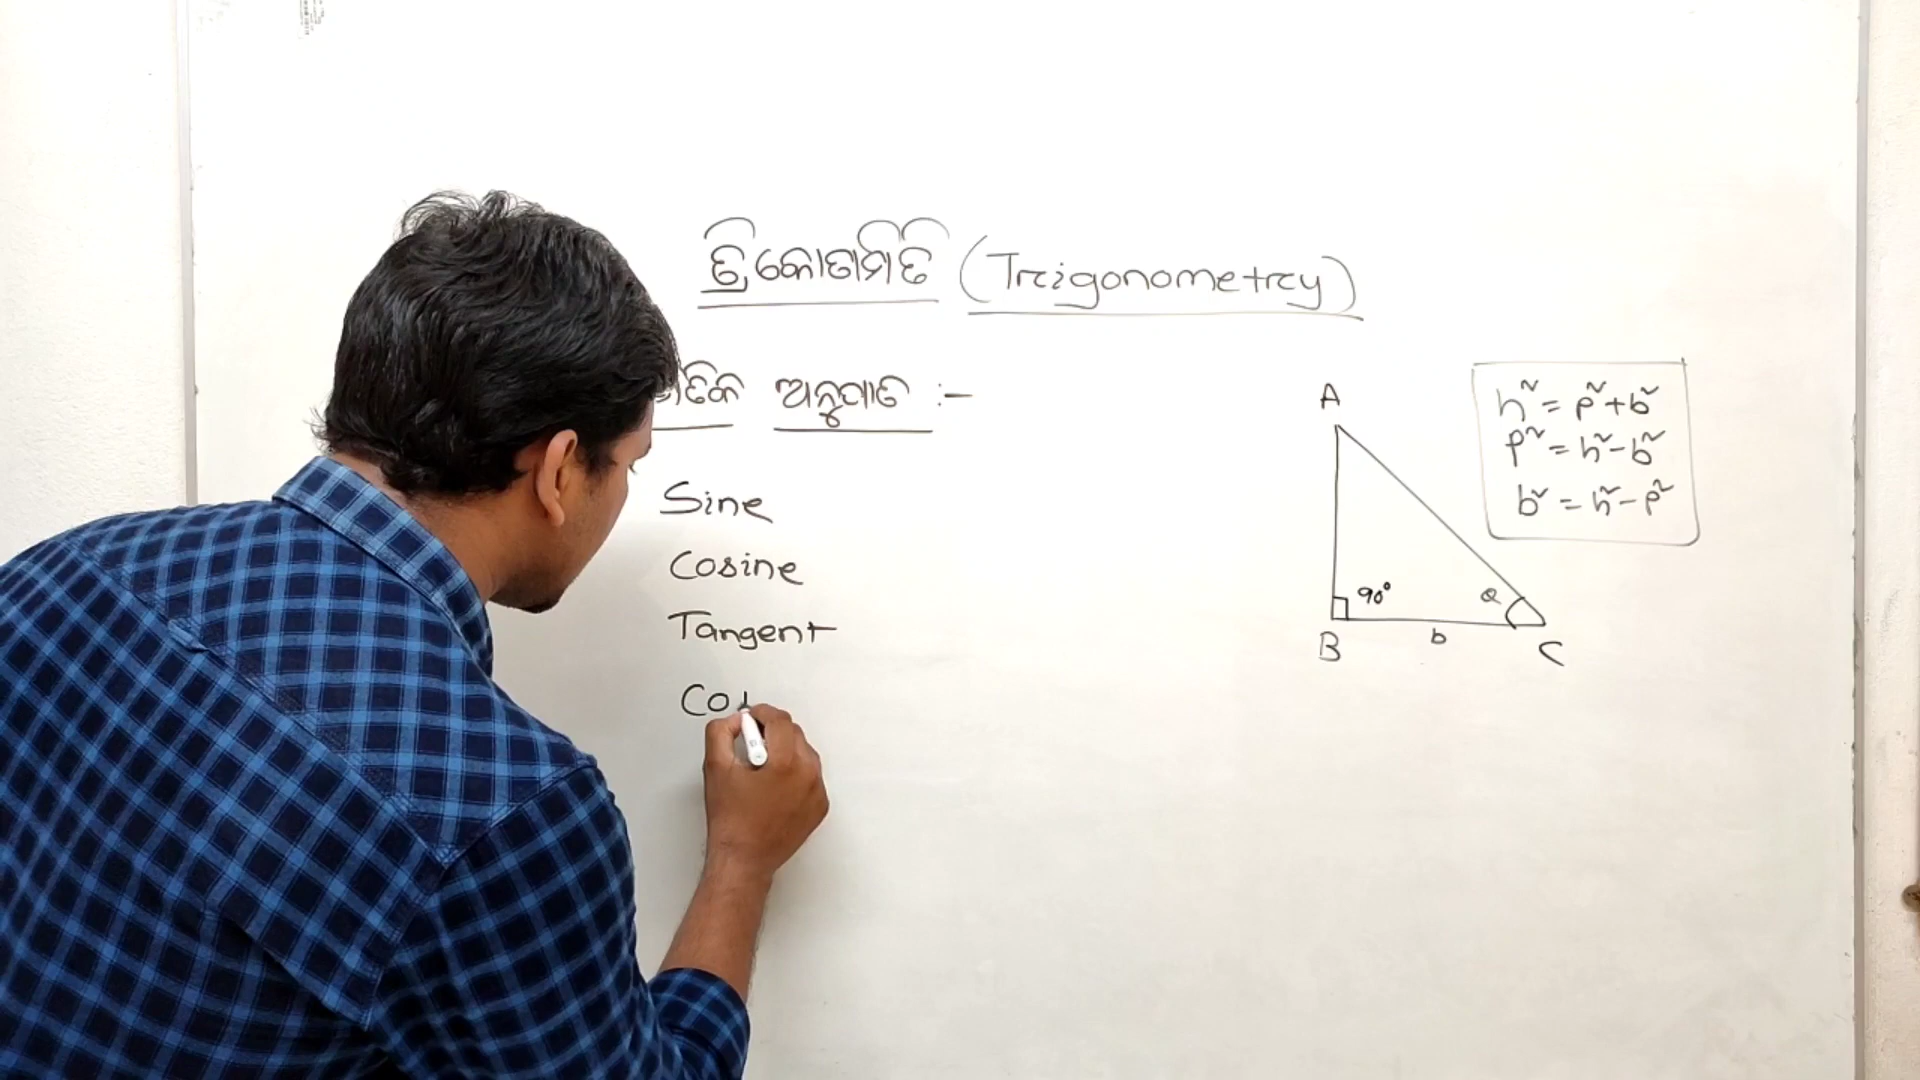 ତ୍ରିକୋଣମିତି (Trigonometry)
ଅନୁପାତ :-
Sine
Cosine
Tangent
Co
A
90°
B
b
C
h² = p²+b²
p² = h²-b²
b² = h²-p²